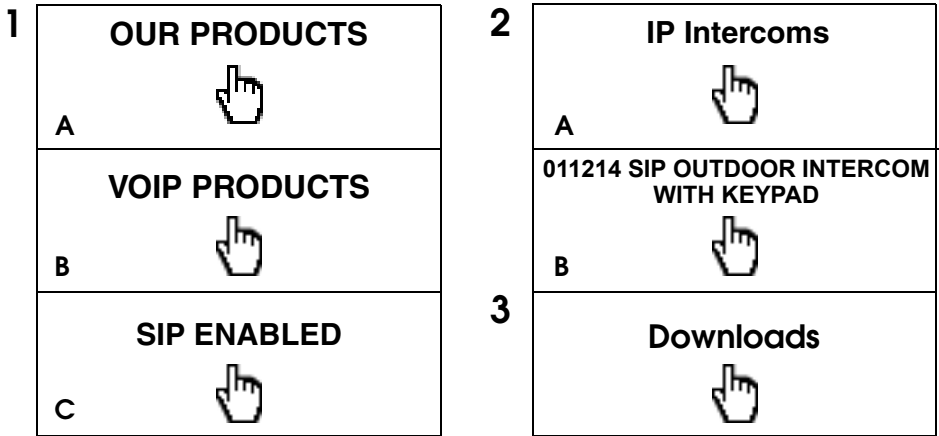 1
OUR PRODUCTS
A
VOIP PRODUCTS
B
SIP ENABLED
C
2
IP Intercoms
A
011214 SIP OUTDOOR INTERCOM
WITH KEYPAD
B
3
Downloads